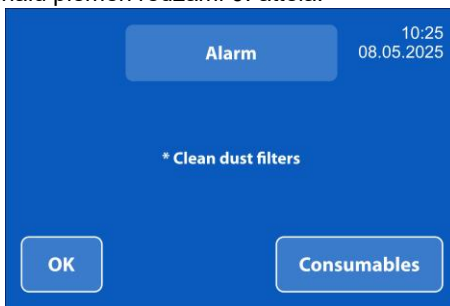 10:25
Alarm
08.05.2025
* Clean dust filters
OK
Consumables